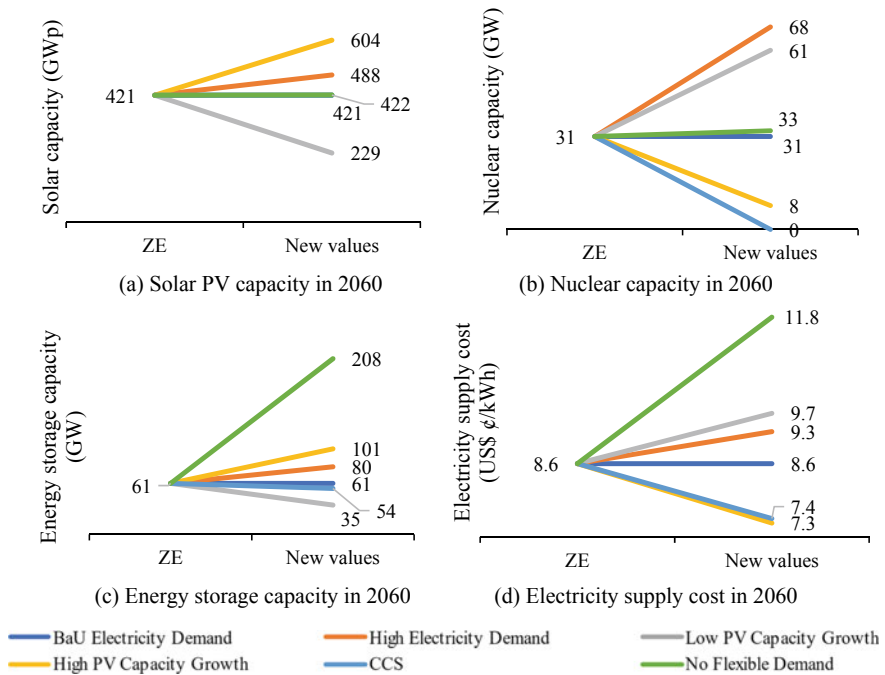 Solar capacity (GWp)
421
604
488
421
422
229
ZE
New values
(a) Solar PV capacity in 2060
Nuclear capacity (GW)
31
68
61
33
31
8
0
ZE
New values
(b) Nuclear capacity in 2060
Energy storage capacity
(GW)
61
208
101
80
61
54
35
ZE
New values
(c) Energy storage capacity in 2060
Electricity supply cost
(US$ ¢/kWh)
8.6
11.8
9.7
9.3
8.6
7.4
7.3
ZE
New values
(d) Electricity supply cost in 2060
BaU Electricity Demand
High Electricity Demand
Low PV Capacity Growth
High PV Capacity Growth
CCS
No Flexible Demand